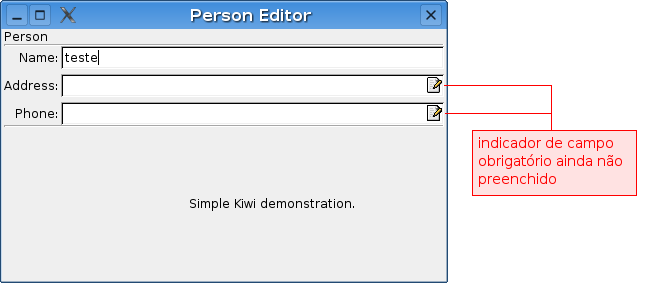 Person Editor
Person
Name: teste
Address:
Phone:
indicador de campo
obrigatório ainda não
preenchido
Simple Kiwi demonstration.